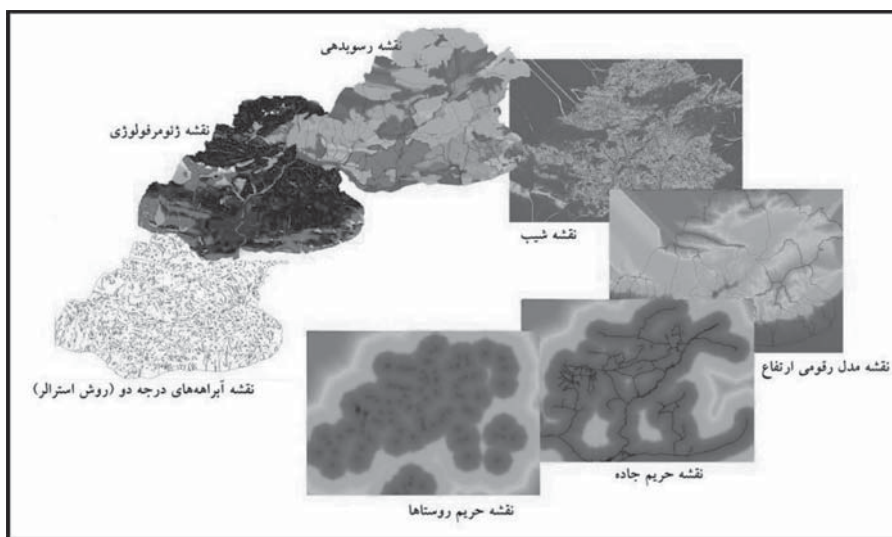 نقشه رسوبدهی
نقشه ژئومرفولوژی
نقشه شیب
نقشه مدل رقومی ارتفاع
نقشه آبراهه‌های درجه دو (روش استرالر)
نقشه حریم جاده
نقشه حریم روستاها